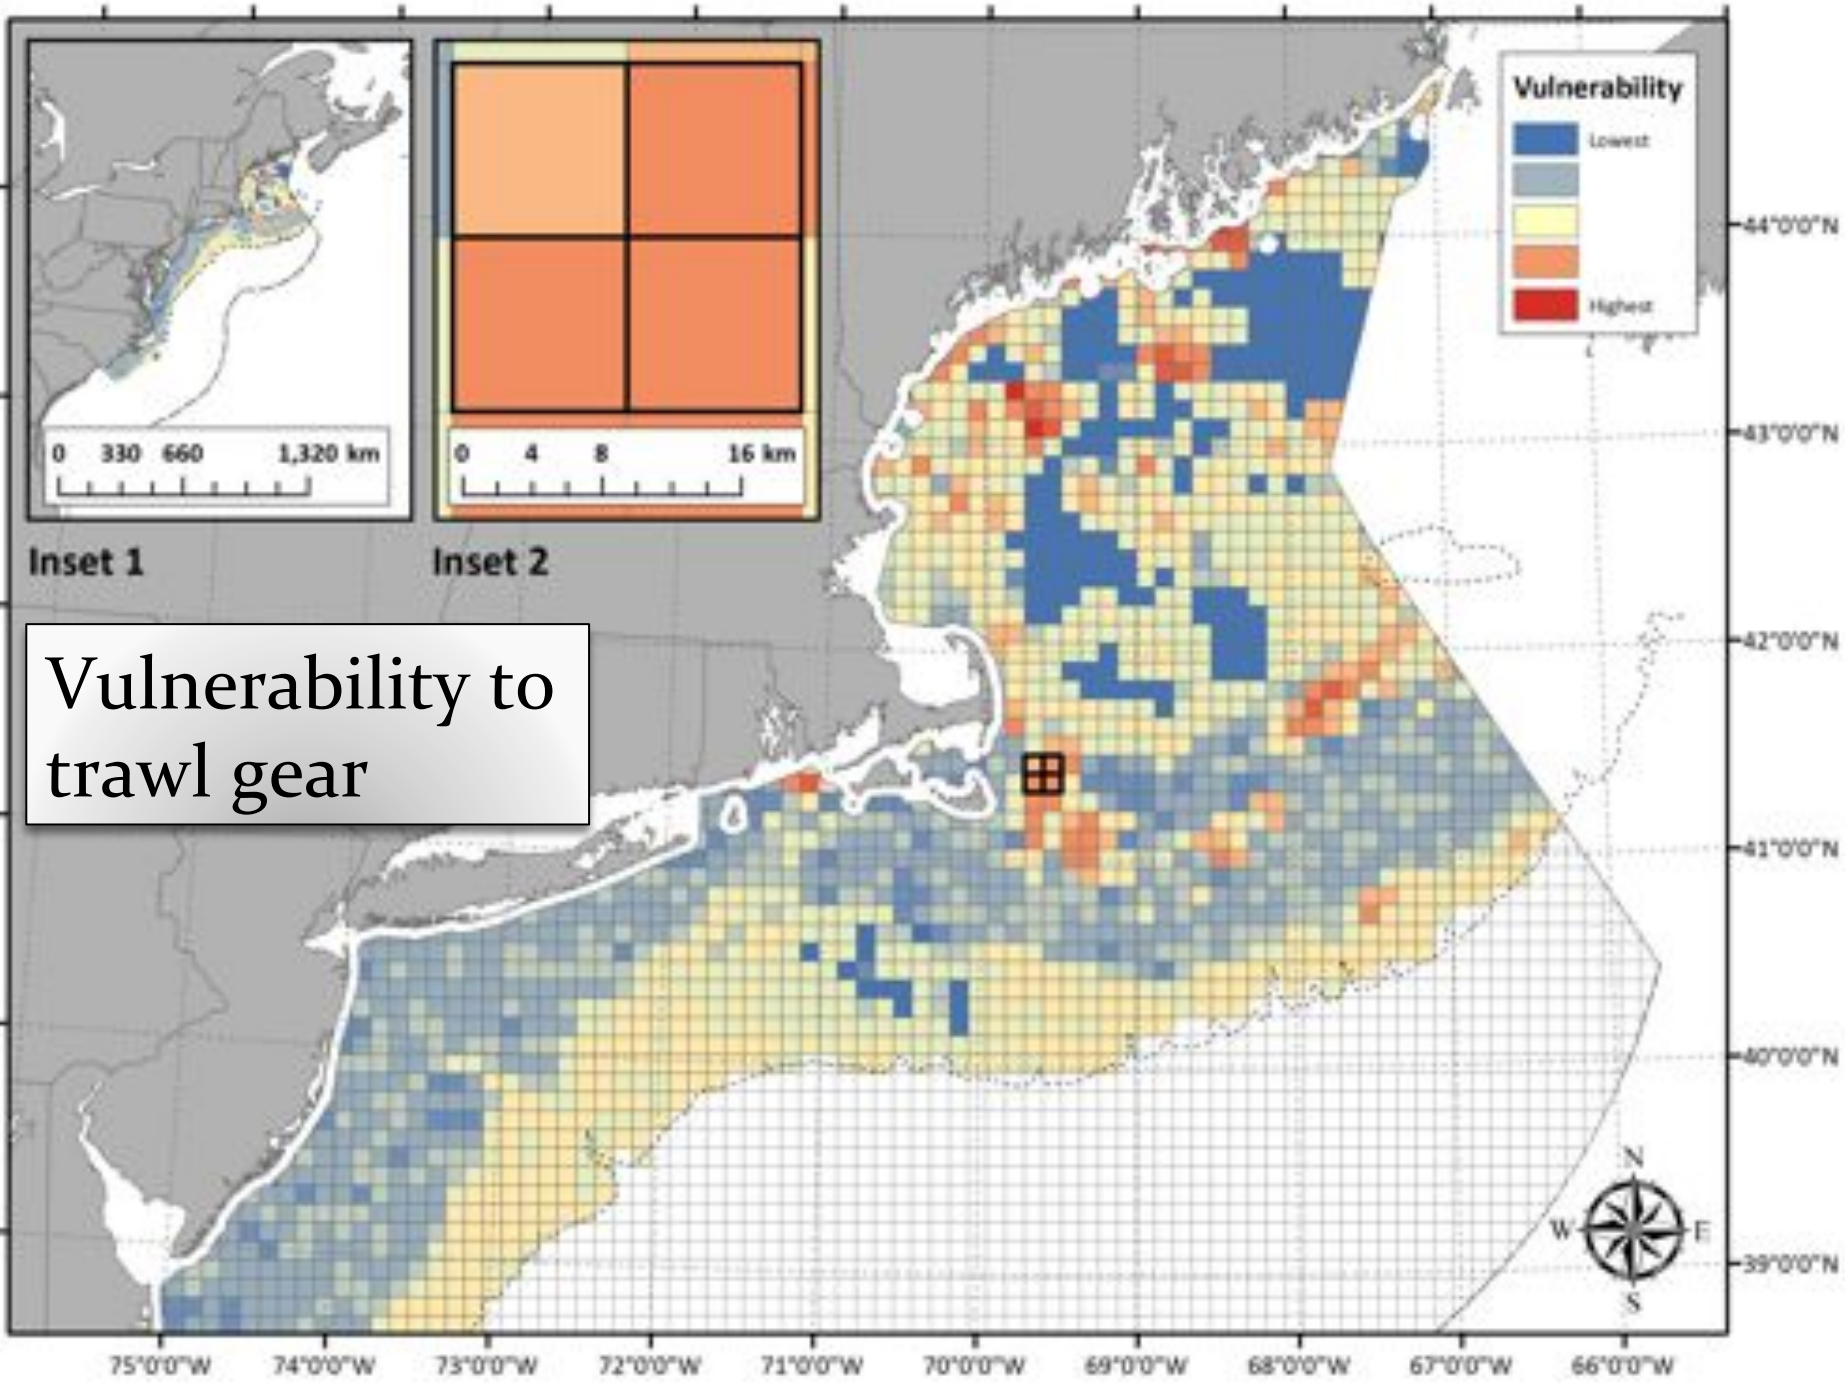 Vulnerability
Lowest
Highest
0 330 660 1,320 km
0 4 8 16 km
Inset 1
Inset 2
Vulnerability to
trawl gear
44°0'0"N
43°0'0"N
42°0'0"N
41°0'0"N
40°0'0"N
39°0'0"N
N
W E
S
75°0'0"W 74°0'0"W 73°0'0"W 72°0'0"W 71°0'0"W 70°0'0"W 69°0'0"W 68°0'0"W 67°0'0"W 66°0'0"W